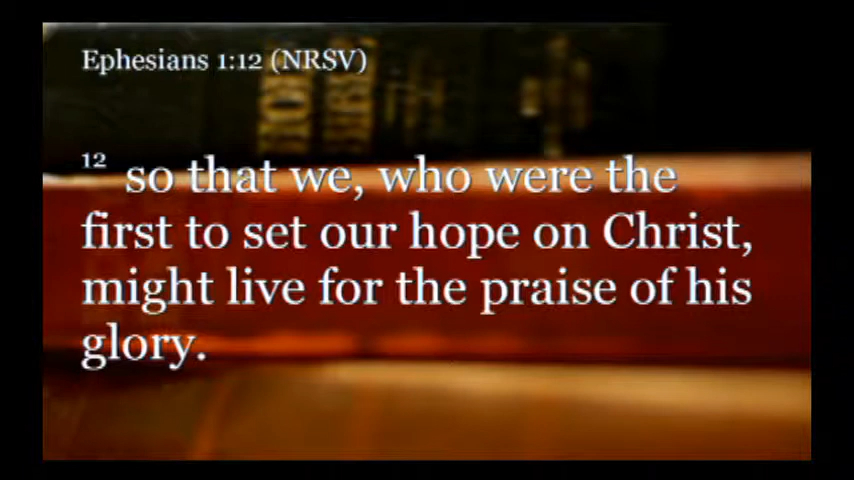 Ephesians 1:12 (NRSV)
12 so that we, who were the
first to set our hope on Christ,
might live for the praise of his
glory.